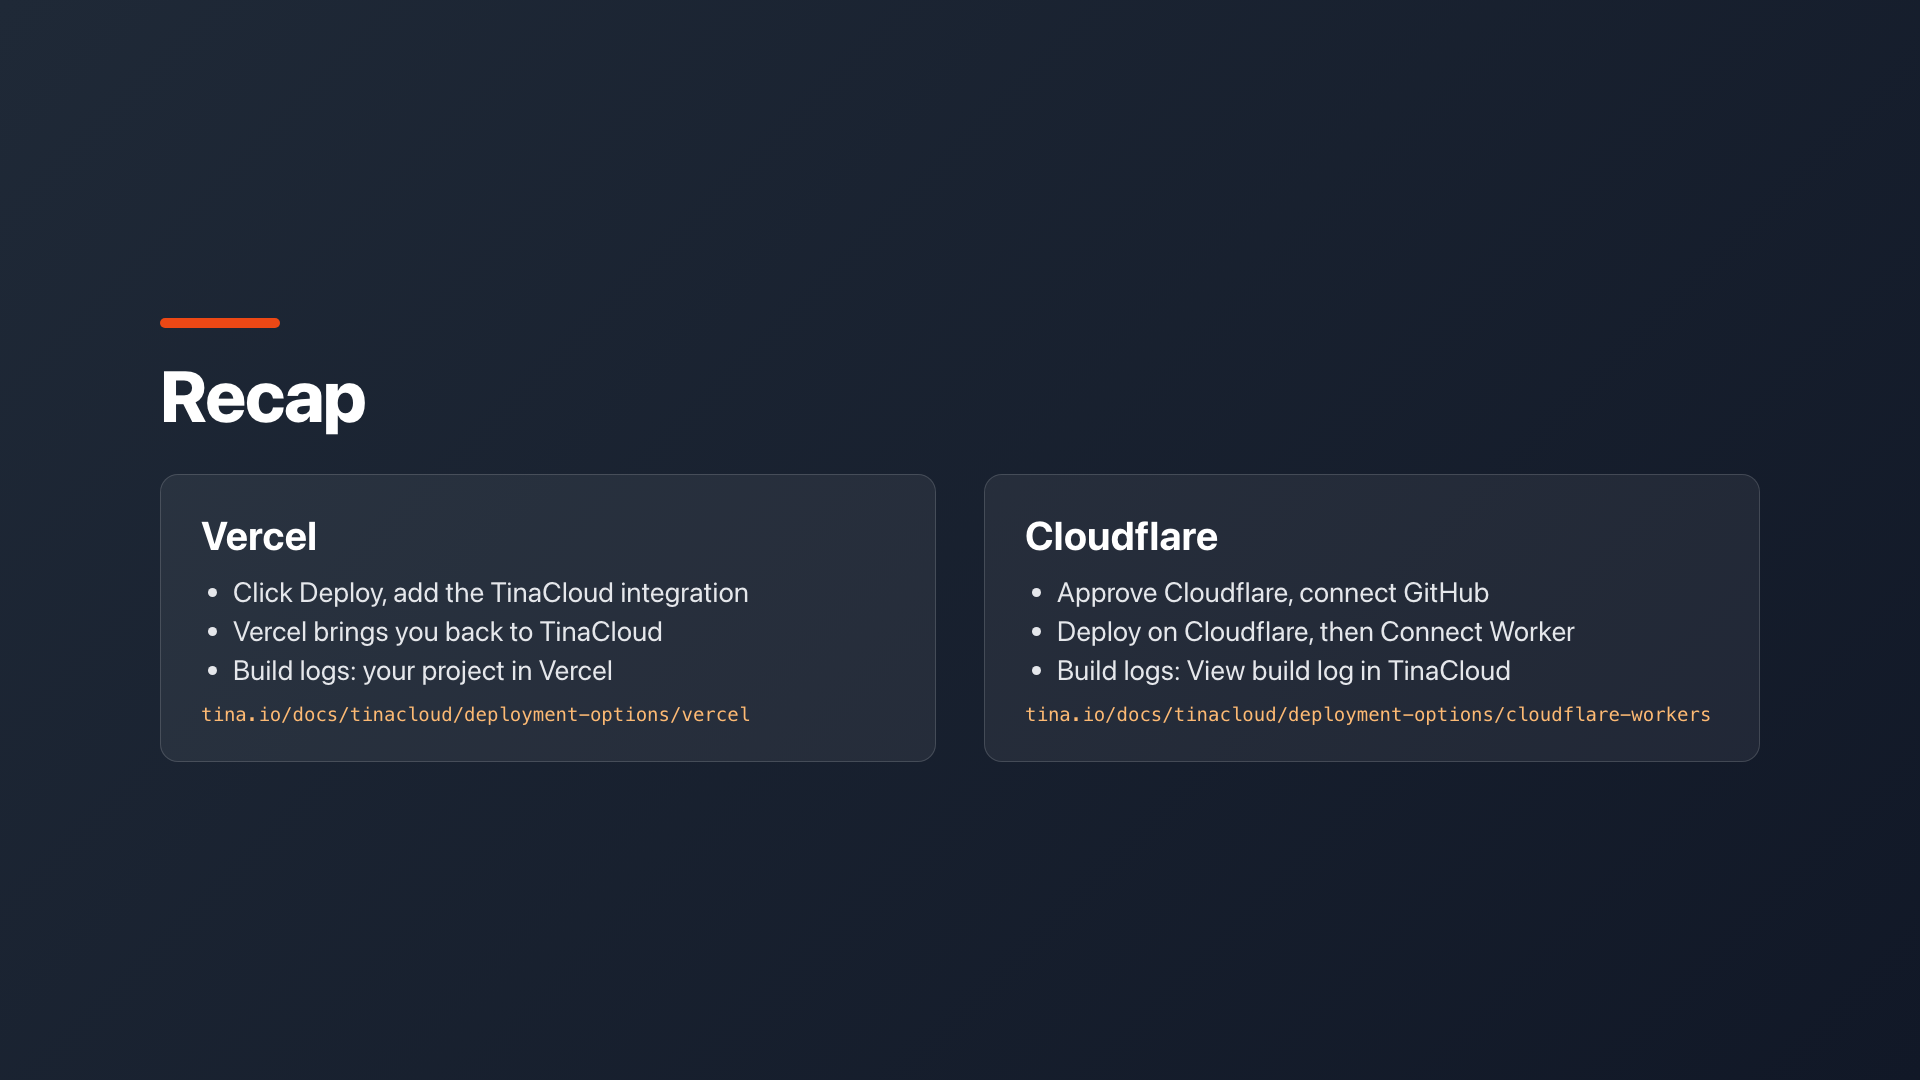 Recap
Vercel
• Click Deploy, add the TinaCloud integration
• Vercel brings you back to TinaCloud
• Build logs: your project in Vercel
tina.io/docs/tinacloud/deployment-options/vercel
Cloudflare
• Approve Cloudflare, connect GitHub
• Deploy on Cloudflare, then Connect Worker
• Build logs: View build log in TinaCloud
tina.io/docs/tinacloud/deployment-options/cloudflare-workers